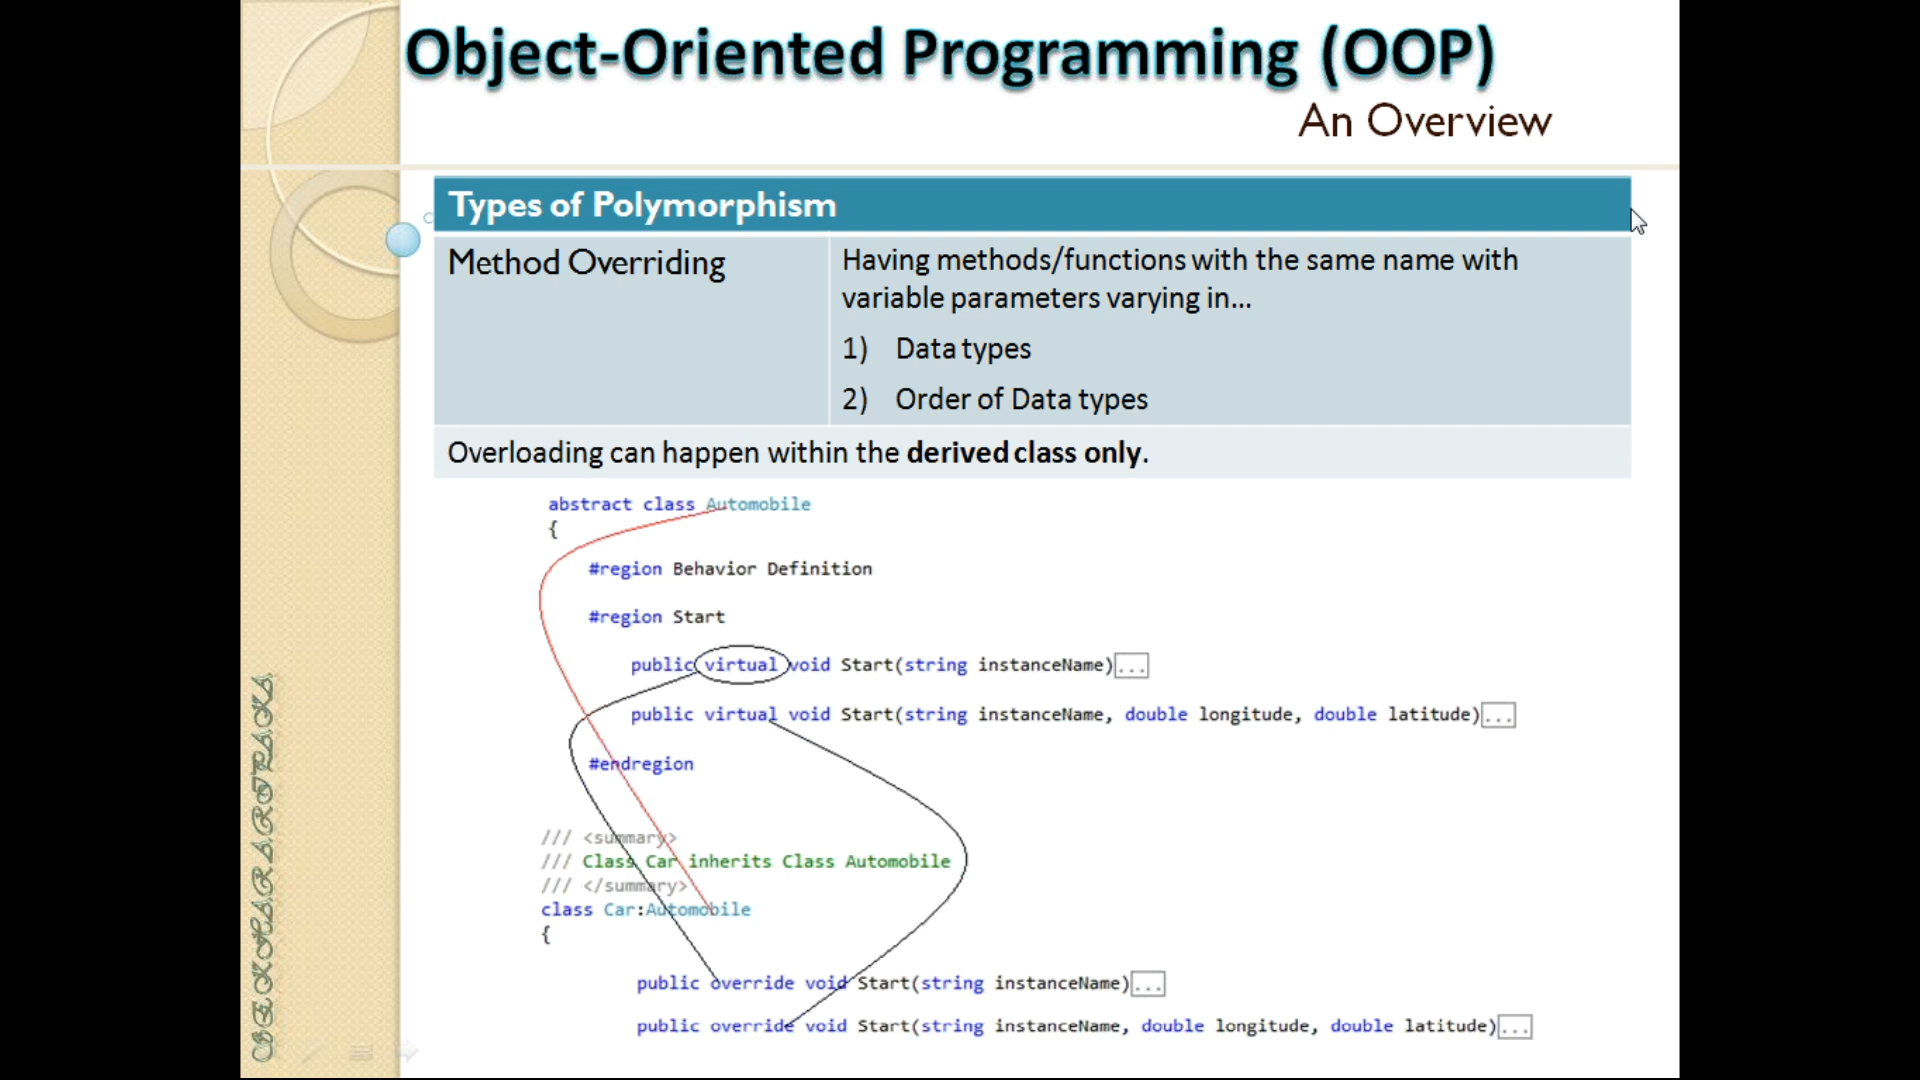 Object-Oriented Programming (OOP)
An Overview
Types of Polymorphism
Method Overriding
Having methods/functions with the same name with
variable parameters varying in...
1) Data types
2) Order of Data types
Overloading can happen within the derived class only.
abstract class Automobile
{
#region Behavior Definition
#region Start
public virtual void Start(string instanceName)...
public virtual void Start(string instanceName, double longitude, double latitude)...
#endregion
/// <summary>
/// Class Car inherits Class Automobile
/// </summary>
class Car:Automobile
{
public override void Start(string instanceName)...
public override void Start(string instanceName, double longitude, double latitude)...